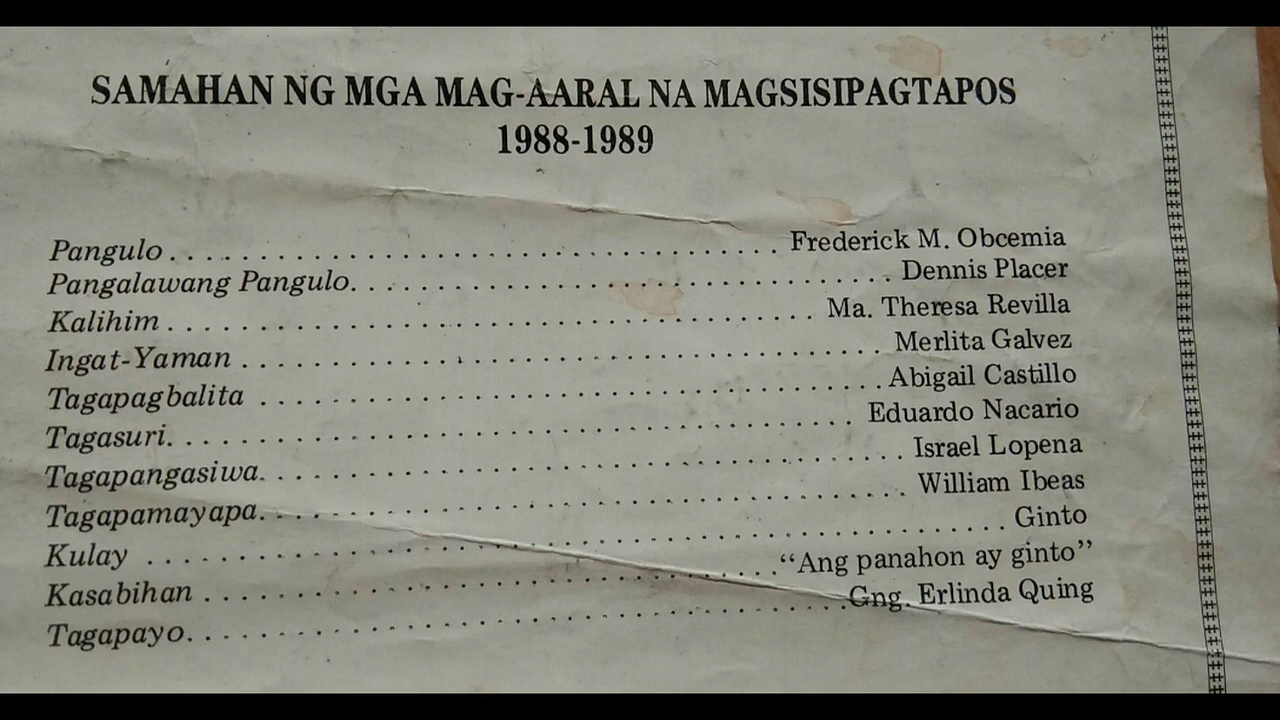 SAMAHAN NG MGA MAG-AARAL NA MAGSISIPAGTAPOS
1988-1989
Pangulo . . . . . . . . . . . . . . . . . . . . Frederick M. Obcemia
Pangalawang Pangulo. . . . . . . . . . . . . . . . . . . . Dennis Placer
Kalihim . . . . . . . . . . . . . . . . . . . . Ma. Theresa Revilla
Ingat-Yaman . . . . . . . . . . . . . . . . . . . . Merlita Galvez
Tagapagbalita . . . . . . . . . . . . . . . . . . . . Abigail Castillo
Tagasuri. . . . . . . . . . . . . . . . . . . . Eduardo Nacario
Tagapangasiwa. . . . . . . . . . . . . . . . . . . . Israel Lopena
Tagapamayapa. . . . . . . . . . . . . . . . . . . . William Ibeas
Kulay . . . . . . . . . . . . . . . . . . . . Ginto
Kasabihan . . . . . . . . . . . . . . . . . . . . “Ang panahon ay ginto”
Tagapayo. . . . . . . . . . . . . . . . . . . . Gng. Erlinda Quing